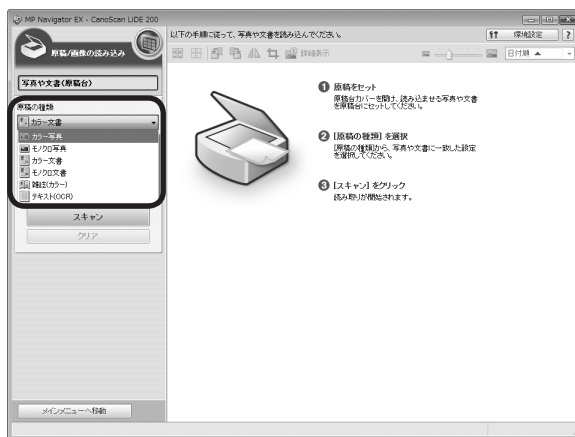 MP Navigator EX - CanoScan LiDE 200
原稿/画像の読み込み
以下の手順に従って、写真や文書を読み込んでください。
環境設定
?
詳細表示
日付順
写真や文書(原稿台)
原稿の種類
カラー文書
カラー写真
モノクロ写真
カラー文書
モノクロ文書
雑誌(カラー)
テキスト(OCR)
スキャン
クリア
1 原稿をセット
原稿台カバーを開け、読み込ませる写真や文書
を原稿台にセットしてください。
2 [原稿の種類] を選択
[原稿の種類]から、写真や文書に一致した設定
を選択してください。
3 [スキャン] をクリック
読み取りが開始されます。
メインメニューへ移動